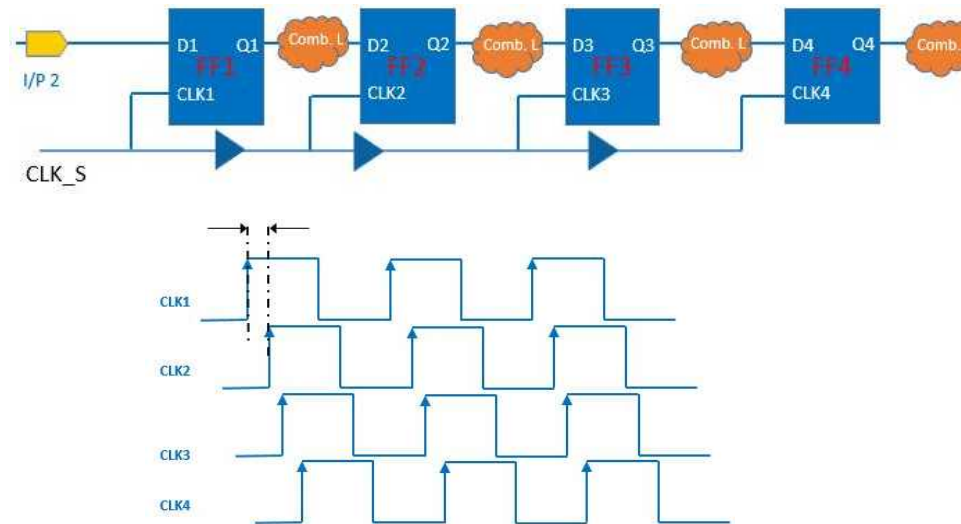 D1 Q1 Comb. L D2 Q2 Comb. L D3 Q3 Comb. L D4 Q4 Comb.
FF1 FF2 FF3 FF4
I/P 2
CLK1 CLK2 CLK3 CLK4
CLK_S
CLK1
CLK2
CLK3
CLK4